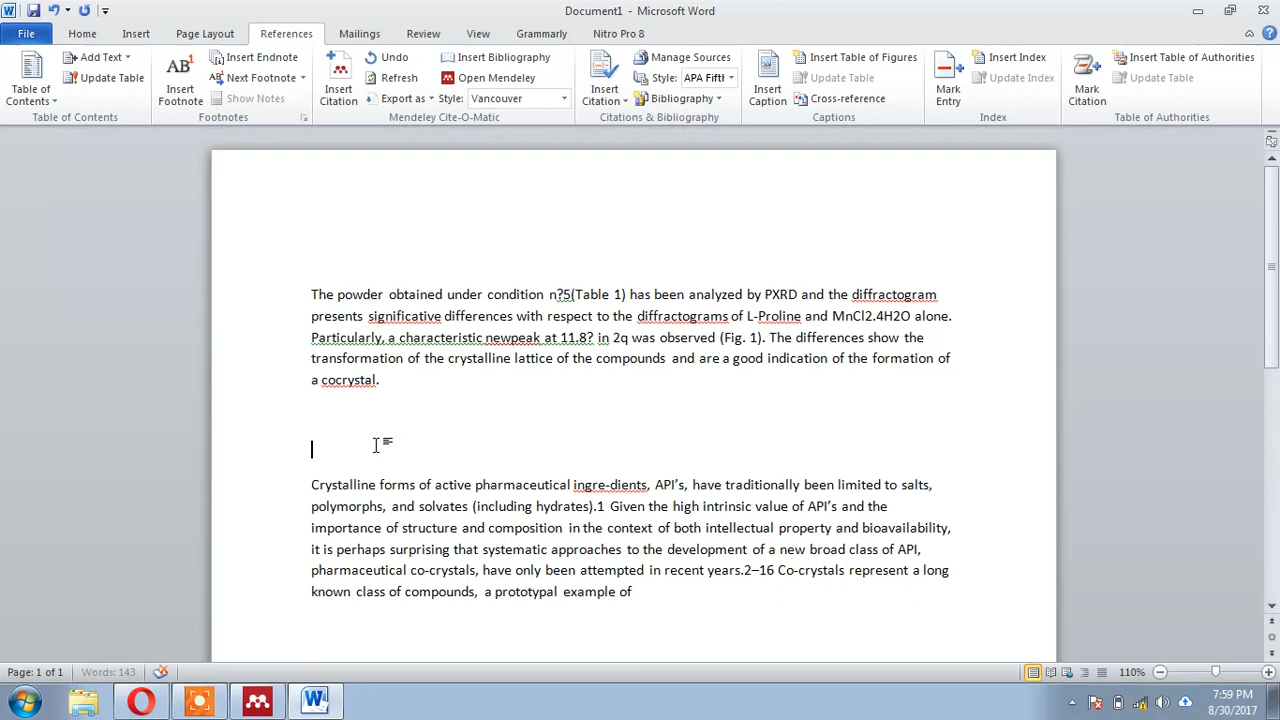 Document1 - Microsoft Word
File Home Insert Page Layout References Mailings Review View Grammarly Nitro Pro 8
Table of Contents
Add Text
Update Table
Table of Contents
AB1
Insert Footnote
Insert Endnote
Next Footnote
Show Notes
Footnotes
Insert Citation
Undo
Refresh
Export as
Insert Bibliography
Open Mendeley
Style: Vancouver
Mendeley Cite-O-Matic
Insert Citation
Manage Sources
Style: APA Fiftl
Bibliography
Citations & Bibliography
Insert Caption
Insert Table of Figures
Update Table
Cross-reference
Captions
Mark Entry
Insert Index
Update Index
Index
Mark Citation
Insert Table of Authorities
Update Table
Table of Authorities
The powder obtained under condition n?5(Table 1) has been analyzed by PXRD and the diffractogram
presents significative differences with respect to the diffractograms of L-Proline and MnCl2.4H2O alone.
Particularly, a characteristic newpeak at 11.8? in 2q was observed (Fig. 1). The differences show the
transformation of the crystalline lattice of the compounds and are a good indication of the formation of
a cocrystal.
Crystalline forms of active pharmaceutical ingre-dients, API’s, have traditionally been limited to salts,
polymorphs, and solvates (including hydrates).1 Given the high intrinsic value of API’s and the
importance of structure and composition in the context of both intellectual property and bioavailability,
it is perhaps surprising that systematic approaches to the development of a new broad class of API,
pharmaceutical co-crystals, have only been attempted in recent years.2–16 Co-crystals represent a long
known class of compounds, a prototypal example of
Page: 1 of 1 Words: 143 110%
7:59 PM
8/30/2017